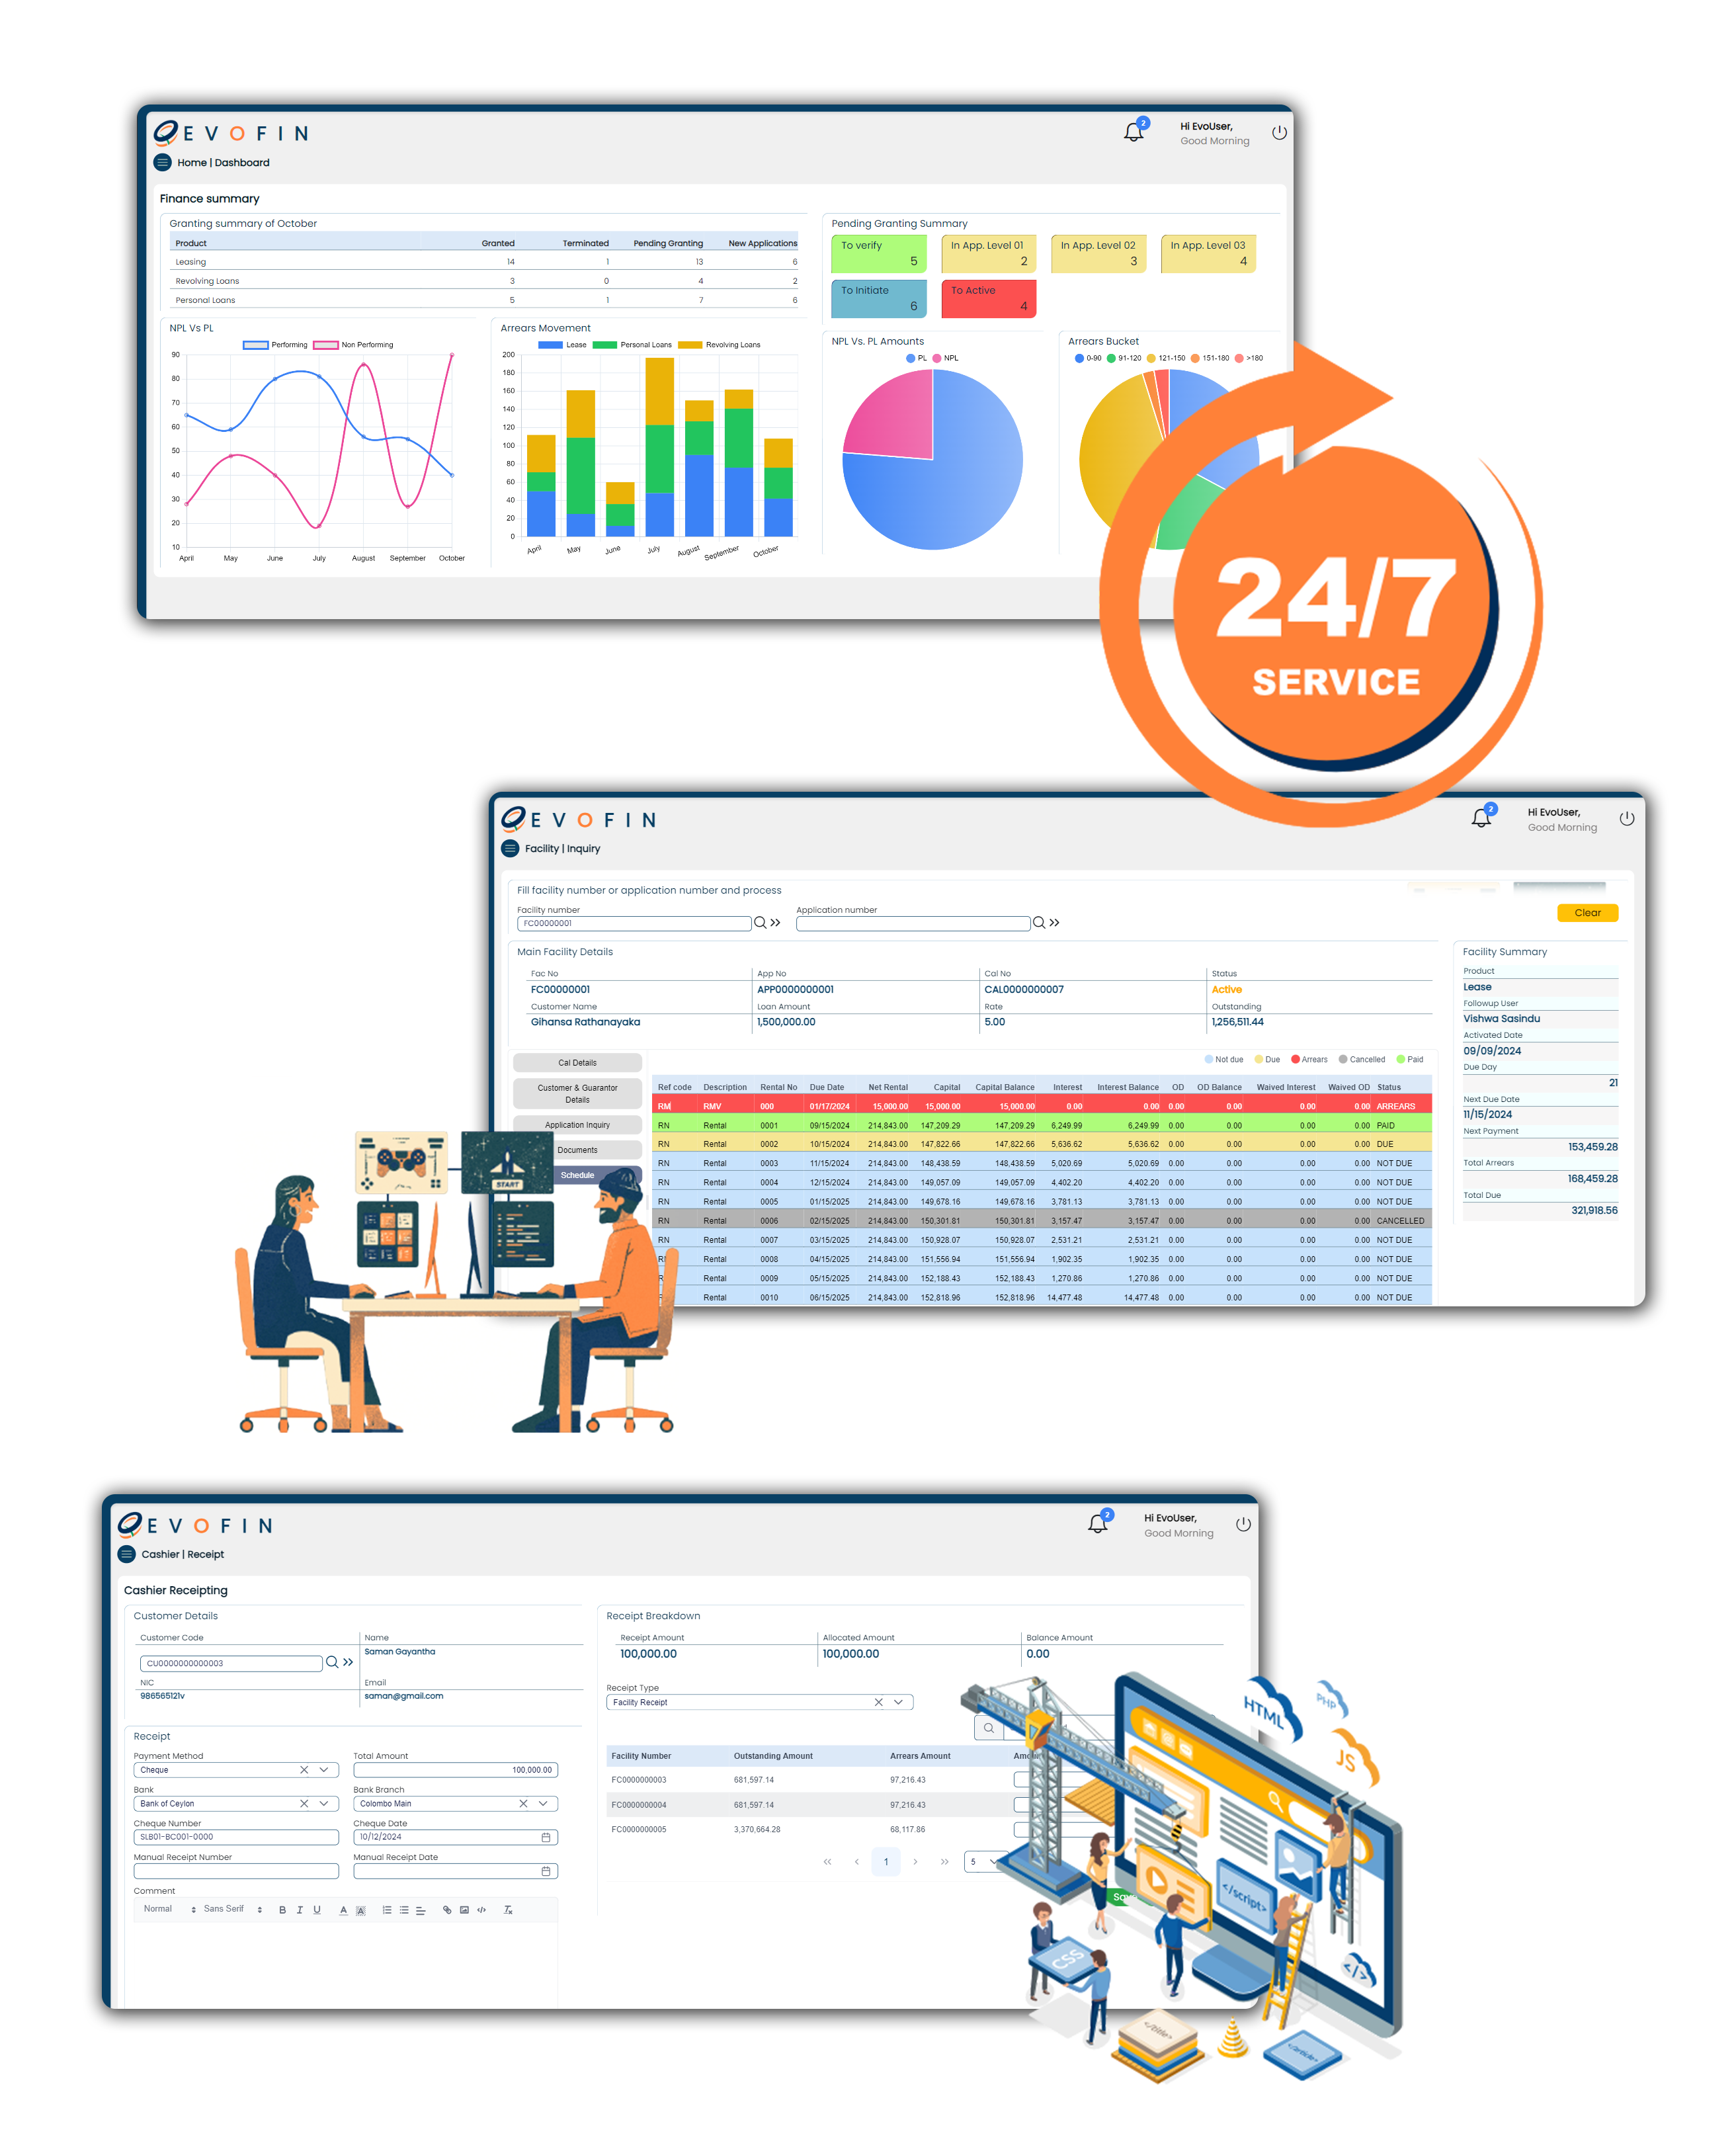 EVOFIN
2
Hi EvoUser,
Good Morning
Home | Dashboard
Finance summary
Granting summary of October
Product Granted Terminated Pending Granting New Applications
Leasing 14 1 13 6
Revolving Loans 3 0 4 2
Personal Loans 5 1 7 6
Pending Granting Summary
To verify 5
In App. Level 01 2
In App. Level 02 3
In App. Level 03 4
To Initiate 6
To Active 4
NPL Vs PL
Performing Non Performing
90
80
70
60
50
40
30
20
10
April May June July August September October
Arrears Movement
Lease Personal Loans Revolving Loans
200
180
160
140
120
100
80
60
40
20
0
April May June July August September October
NPL Vs. PL Amounts
PL NPL
Arrears Bucket
0-90 91-120 121-150 151-180 >180
24/7
SERVICE
EVOFIN
2
Hi EvoUser,
Good Morning
Facility | Inquiry
Fill facility number or application number and process
Facility number Application number
FC00000001
Clear
Main Facility Details
Fac No App No Cal No Status
FC00000001 APP0000000001 CAL0000000007 Active
Customer Name Loan Amount Rate Outstanding
Gihansa Rathanayaka 1,500,000.00 5.00 1,256,511.44
Facility Summary
Product
Lease
Followup User
Vishwa Sasindu
Activated Date
09/09/2024
Due Day
21
Next Due Date
11/15/2024
Next Payment
153,459.28
Total Arrears
168,459.28
Total Due
321,918.56
Cal Details
Customer & Guarantor
Details
Application Inquiry
Documents
Schedule
Not due Due Arrears Cancelled Paid
Ref code Description Rental No Due Date Net Rental Capital Capital Balance Interest Interest Balance OD OD Balance Waived Interest Waived OD Status
RM RMV 000 01/17/2024 15,000.00 15,000.00 15,000.00 0.00 0.00 0.00 0.00 0.00 0.00 ARREARS
RN Rental 0001 09/15/2024 214,843.00 147,209.29 147,209.29 6,249.99 6,249.99 0.00 0.00 0.00 0.00 PAID
RN Rental 0002 10/15/2024 214,843.00 147,822.66 147,822.66 5,636.62 5,636.62 0.00 0.00 0.00 0.00 DUE
RN Rental 0003 11/15/2024 214,843.00 148,438.59 148,438.59 5,020.69 5,020.69 0.00 0.00 0.00 0.00 NOT DUE
RN Rental 0004 12/15/2024 214,843.00 149,057.09 149,057.09 4,402.20 4,402.20 0.00 0.00 0.00 0.00 NOT DUE
RN Rental 0005 01/15/2025 214,843.00 149,678.16 149,678.16 3,781.13 3,781.13 0.00 0.00 0.00 0.00 NOT DUE
RN Rental 0006 02/15/2025 214,843.00 150,301.81 150,301.81 3,157.47 3,157.47 0.00 0.00 0.00 0.00 CANCELLED
RN Rental 0007 03/15/2025 214,843.00 150,928.07 150,928.07 2,531.21 2,531.21 0.00 0.00 0.00 0.00 NOT DUE
Rental 0008 04/15/2025 214,843.00 151,556.94 151,556.94 1,902.35 1,902.35 0.00 0.00 0.00 0.00 NOT DUE
Rental 0009 05/15/2025 214,843.00 152,188.43 152,188.43 1,270.86 1,270.86 0.00 0.00 0.00 0.00 NOT DUE
Rental 0010 06/15/2025 214,843.00 152,818.96 152,818.96 14,477.48 14,477.48 0.00 0.00 0.00 0.00 NOT DUE
START
EVOFIN
2
Hi EvoUser,
Good Morning
Cashier | Receipt
Cashier Receipting
Customer Details
Customer Code Name
CU0000000000003 Saman Gayantha
NIC Email
986565121v saman@gmail.com
Receipt
Payment Method Total Amount
Cheque 100,000.00
Bank Bank Branch
Bank of Ceylon Colombo Main
Cheque Number Cheque Date
SLB01-BC001-0000 10/12/2024
Manual Receipt Number Manual Receipt Date
Comment
Normal Sans Serif B I U A A
Receipt Breakdown
Receipt Amount Allocated Amount Balance Amount
100,000.00 100,000.00 0.00
Receipt Type
Facility Receipt
Facility Number Outstanding Amount Arrears Amount
FC0000000003 681,597.14 97,216.43
FC0000000004 681,597.14 97,216.43
FC0000000005 3,370,664.28 68,117.86
<< < 1 > >> 5
HTML
PHP
JS
</script>
CSS
</>
</title>
</article>